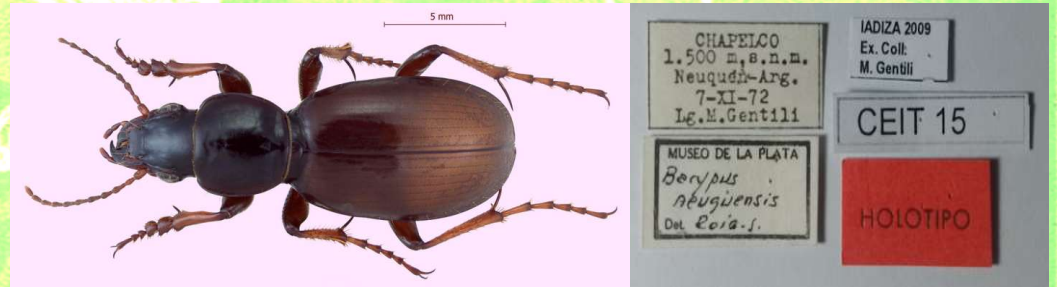 5 mm
CHAPELCO
1.500 m.s.n.m.
Neuquén-Arg.
7-XI-72
Lg.M.Gentili
IADIZA 2009
Ex. Coll:
M. Gentili
CEIT 15
MUSEO DE LA PLATA
Barypus
neuquensis
Det. Roig-J.
HOLOTIPO